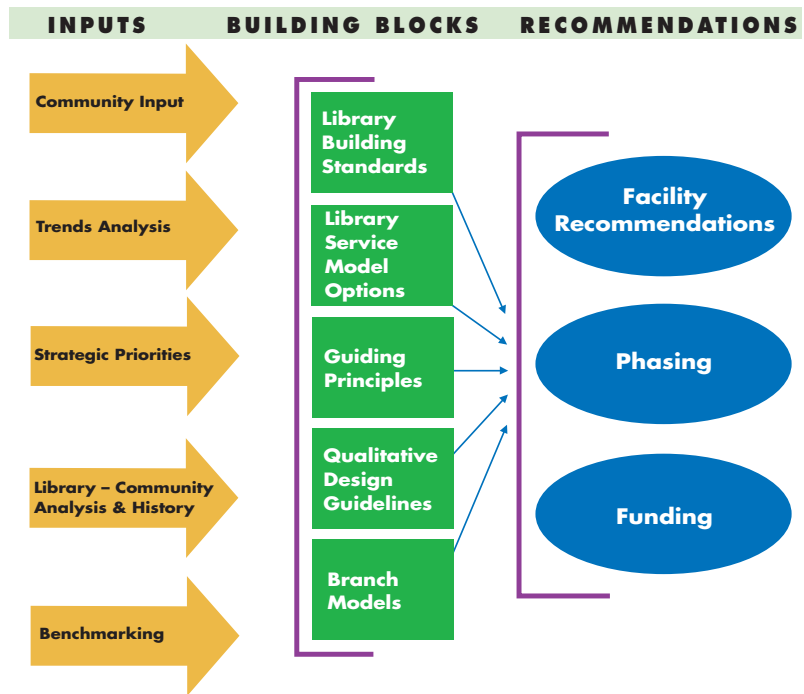 INPUTS
BUILDING BLOCKS
RECOMMENDATIONS
Community Input
Trends Analysis
Strategic Priorities
Library – Community
Analysis & History
Benchmarking
Library
Building
Standards
Library
Service
Model
Options
Guiding
Principles
Qualitative
Design
Guidelines
Branch
Models
Facility
Recommendations
Phasing
Funding